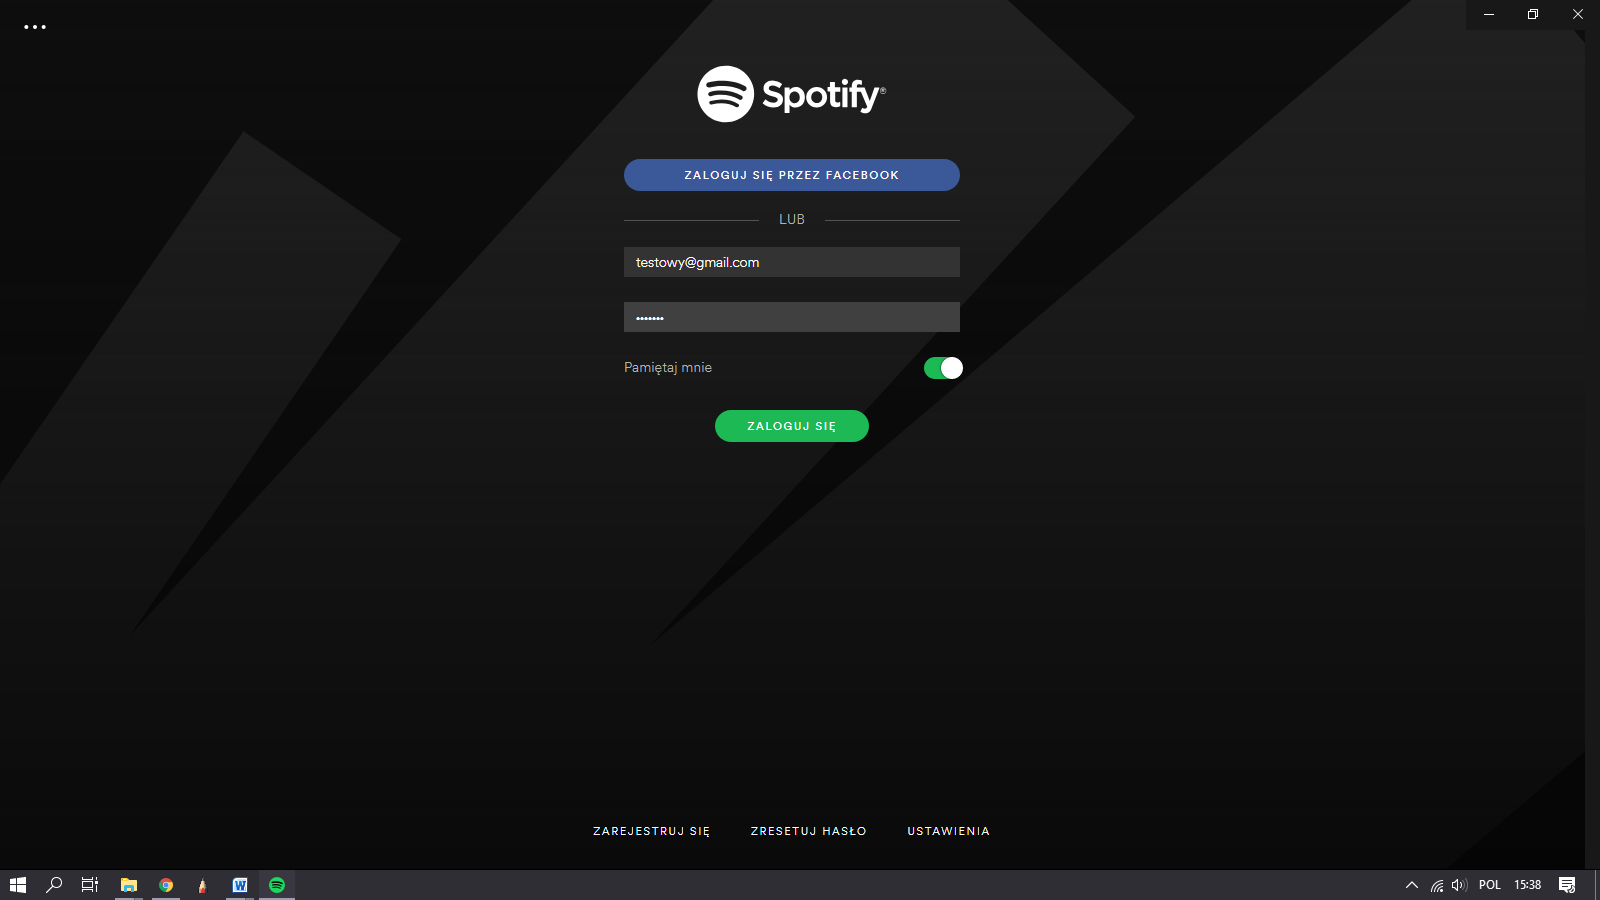 Spotify®
ZALOGUJ SIĘ PRZEZ FACEBOOK
LUB
testowy@gmail.com
•••••••
Pamiętaj mnie
ZALOGUJ SIĘ
ZAREJESTRUJ SIĘ ZRESETUJ HASŁO USTAWIENIA
POL 15:38